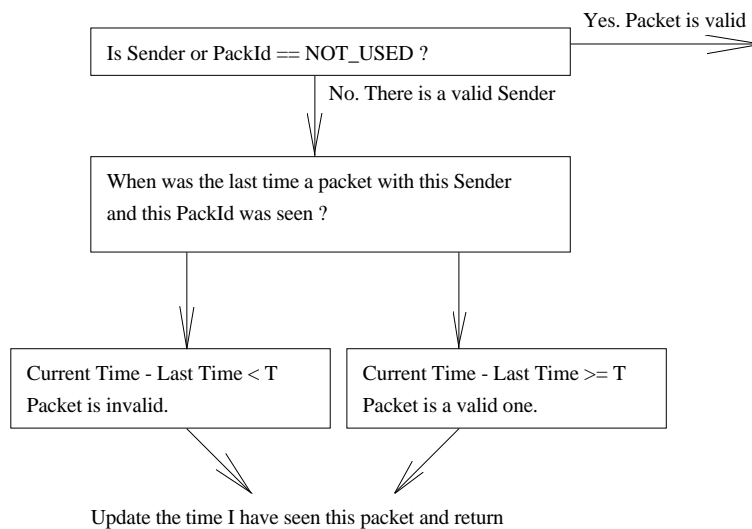 Yes. Packet is valid
Is Sender or PackId == NOT_USED ?
No. There is a valid Sender
When was the last time a packet with this Sender
and this PackId was seen ?
Current Time - Last Time < T
Packet is invalid.
Current Time - Last Time >= T
Packet is a valid one.
Update the time I have seen this packet and return